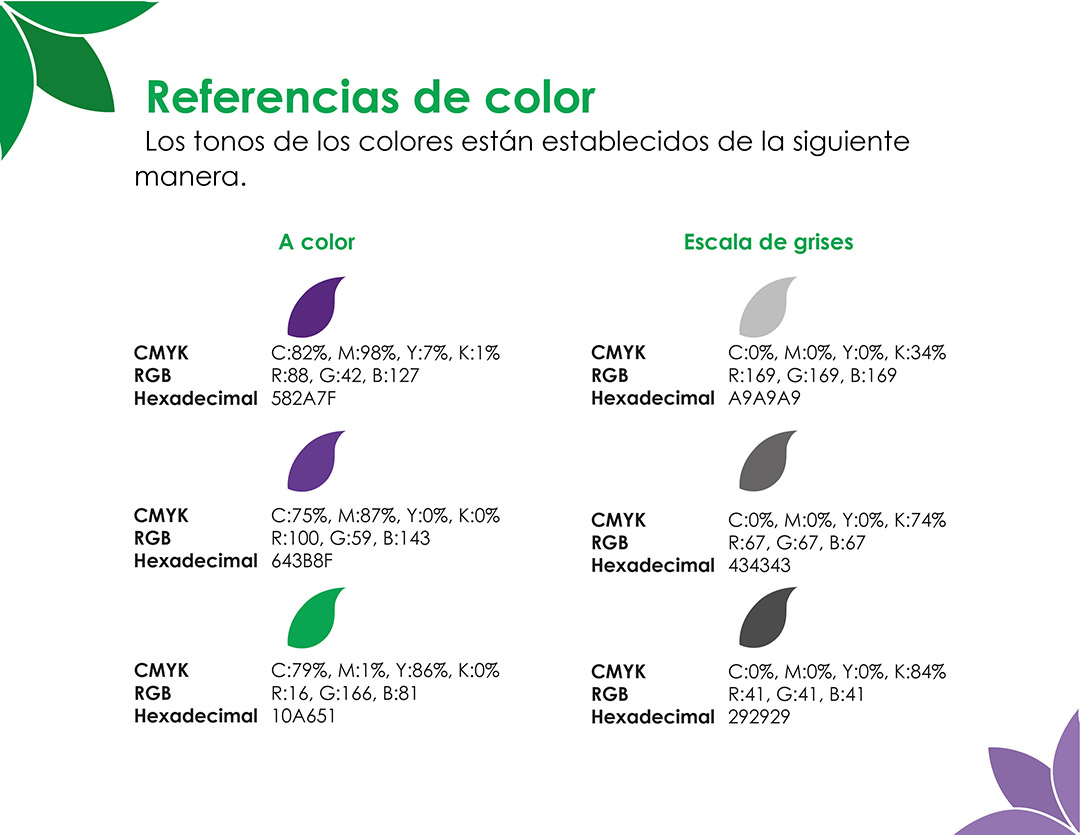 Referencias de color
Los tonos de los colores están establecidos de la siguiente
manera.
A color
CMYK C:82%, M:98%, Y:7%, K:1%
RGB R:88, G:42, B:127
Hexadecimal 582A7F
CMYK C:75%, M:87%, Y:0%, K:0%
RGB R:100, G:59, B:143
Hexadecimal 643B8F
CMYK C:79%, M:1%, Y:86%, K:0%
RGB R:16, G:166, B:81
Hexadecimal 10A651
Escala de grises
CMYK C:0%, M:0%, Y:0%, K:34%
RGB R:169, G:169, B:169
Hexadecimal A9A9A9
CMYK C:0%, M:0%, Y:0%, K:74%
RGB R:67, G:67, B:67
Hexadecimal 434343
CMYK C:0%, M:0%, Y:0%, K:84%
RGB R:41, G:41, B:41
Hexadecimal 292929